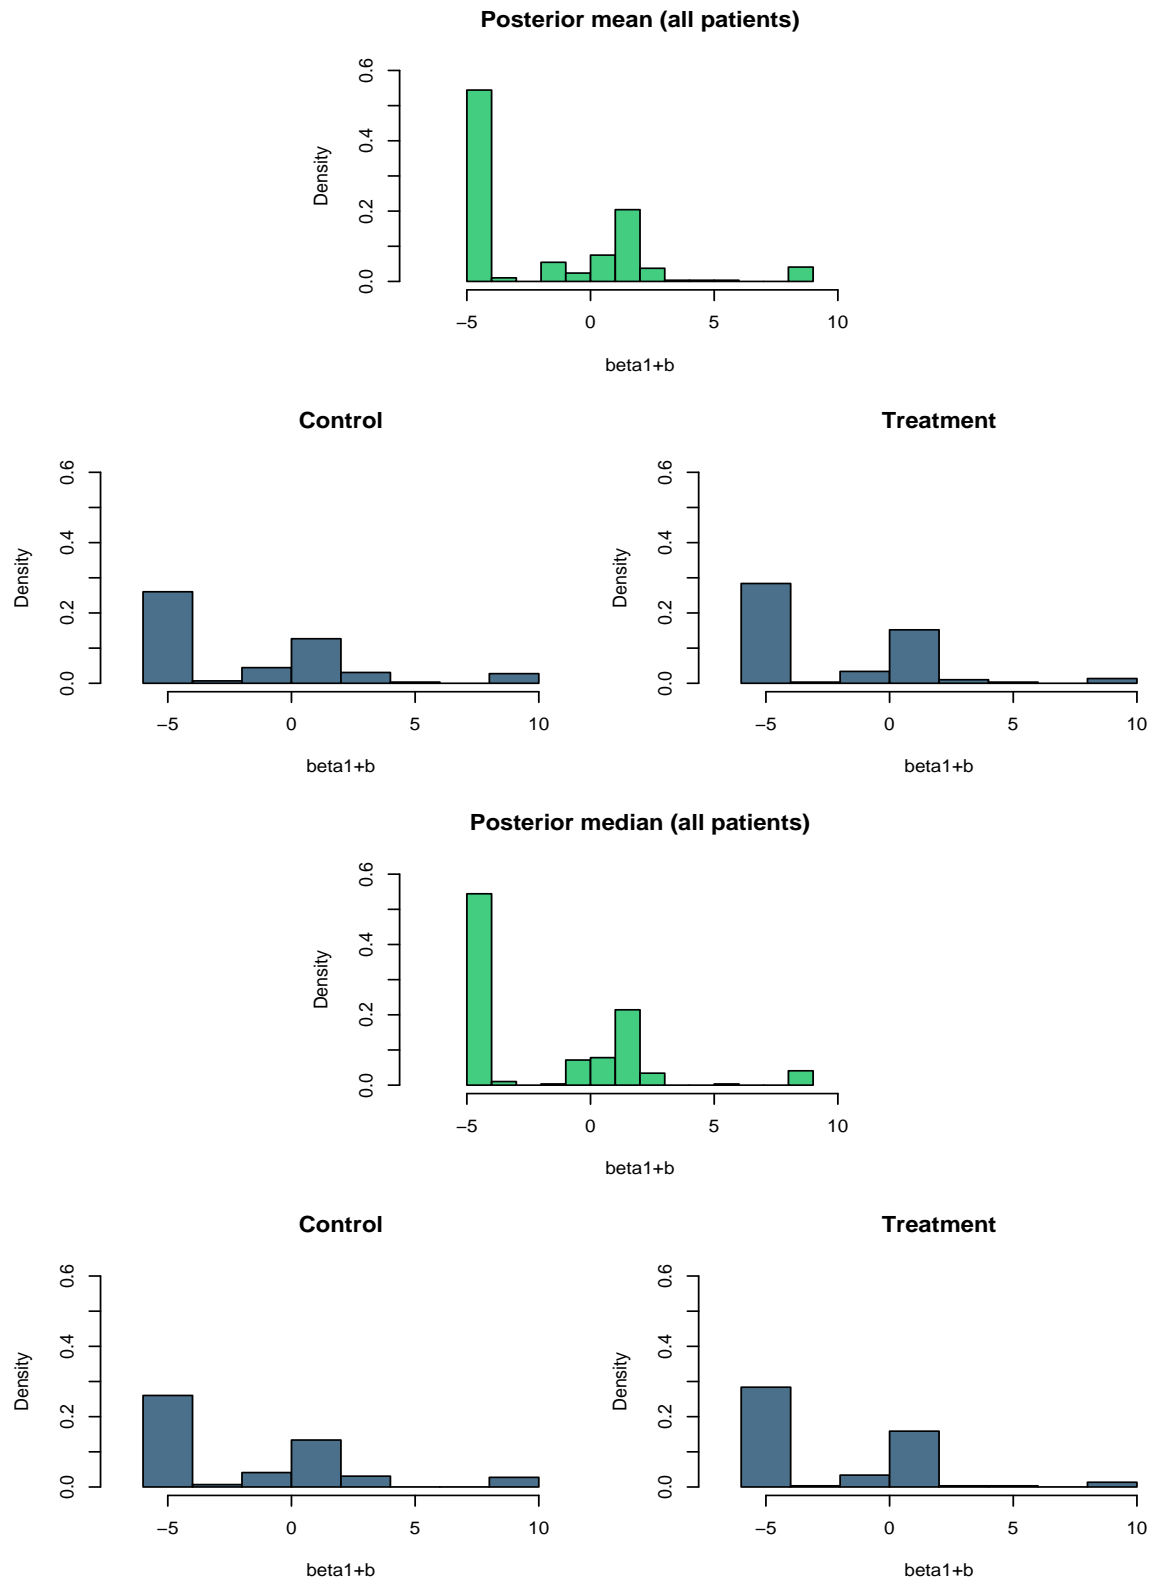 Posterior mean (all patients)
Density
0.0 0.2 0.4 0.6
−5 0 5 10
beta1+b
Control
Density
0.0 0.2 0.4 0.6
−5 0 5 10
beta1+b
Treatment
Density
0.0 0.2 0.4 0.6
−5 0 5 10
beta1+b
Posterior median (all patients)
Density
0.0 0.2 0.4 0.6
−5 0 5 10
beta1+b
Control
Density
0.0 0.2 0.4 0.6
−5 0 5 10
beta1+b
Treatment
Density
0.0 0.2 0.4 0.6
−5 0 5 10
beta1+b